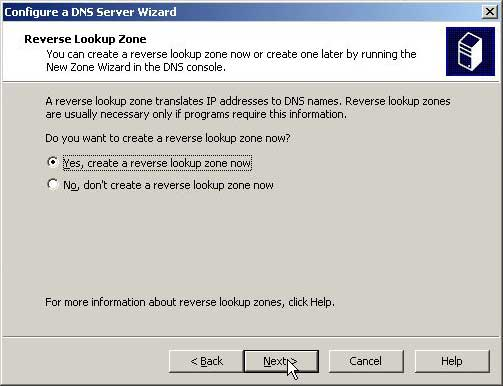 Configure a DNS Server Wizard
Reverse Lookup Zone
You can create a reverse lookup zone now or create one later by running the
New Zone Wizard in the DNS console.
A reverse lookup zone translates IP addresses to DNS names. Reverse lookup zones
are usually necessary only if programs require this information.
Do you want to create a reverse lookup zone now?
Yes, create a reverse lookup zone now
No, don't create a reverse lookup zone now
For more information about reverse lookup zones, click Help.
< Back Next > Cancel Help